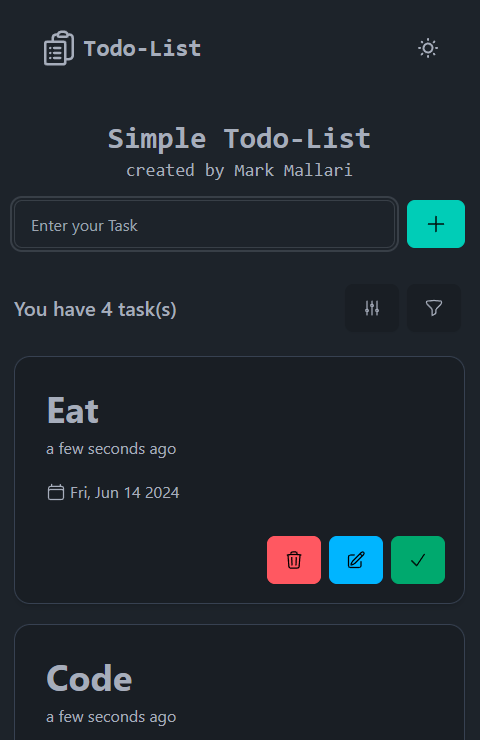 Todo-List
Simple Todo-List
created by Mark Mallari
Enter your Task
You have 4 task(s)
Eat
a few seconds ago
Fri, Jun 14 2024
Code
a few seconds ago